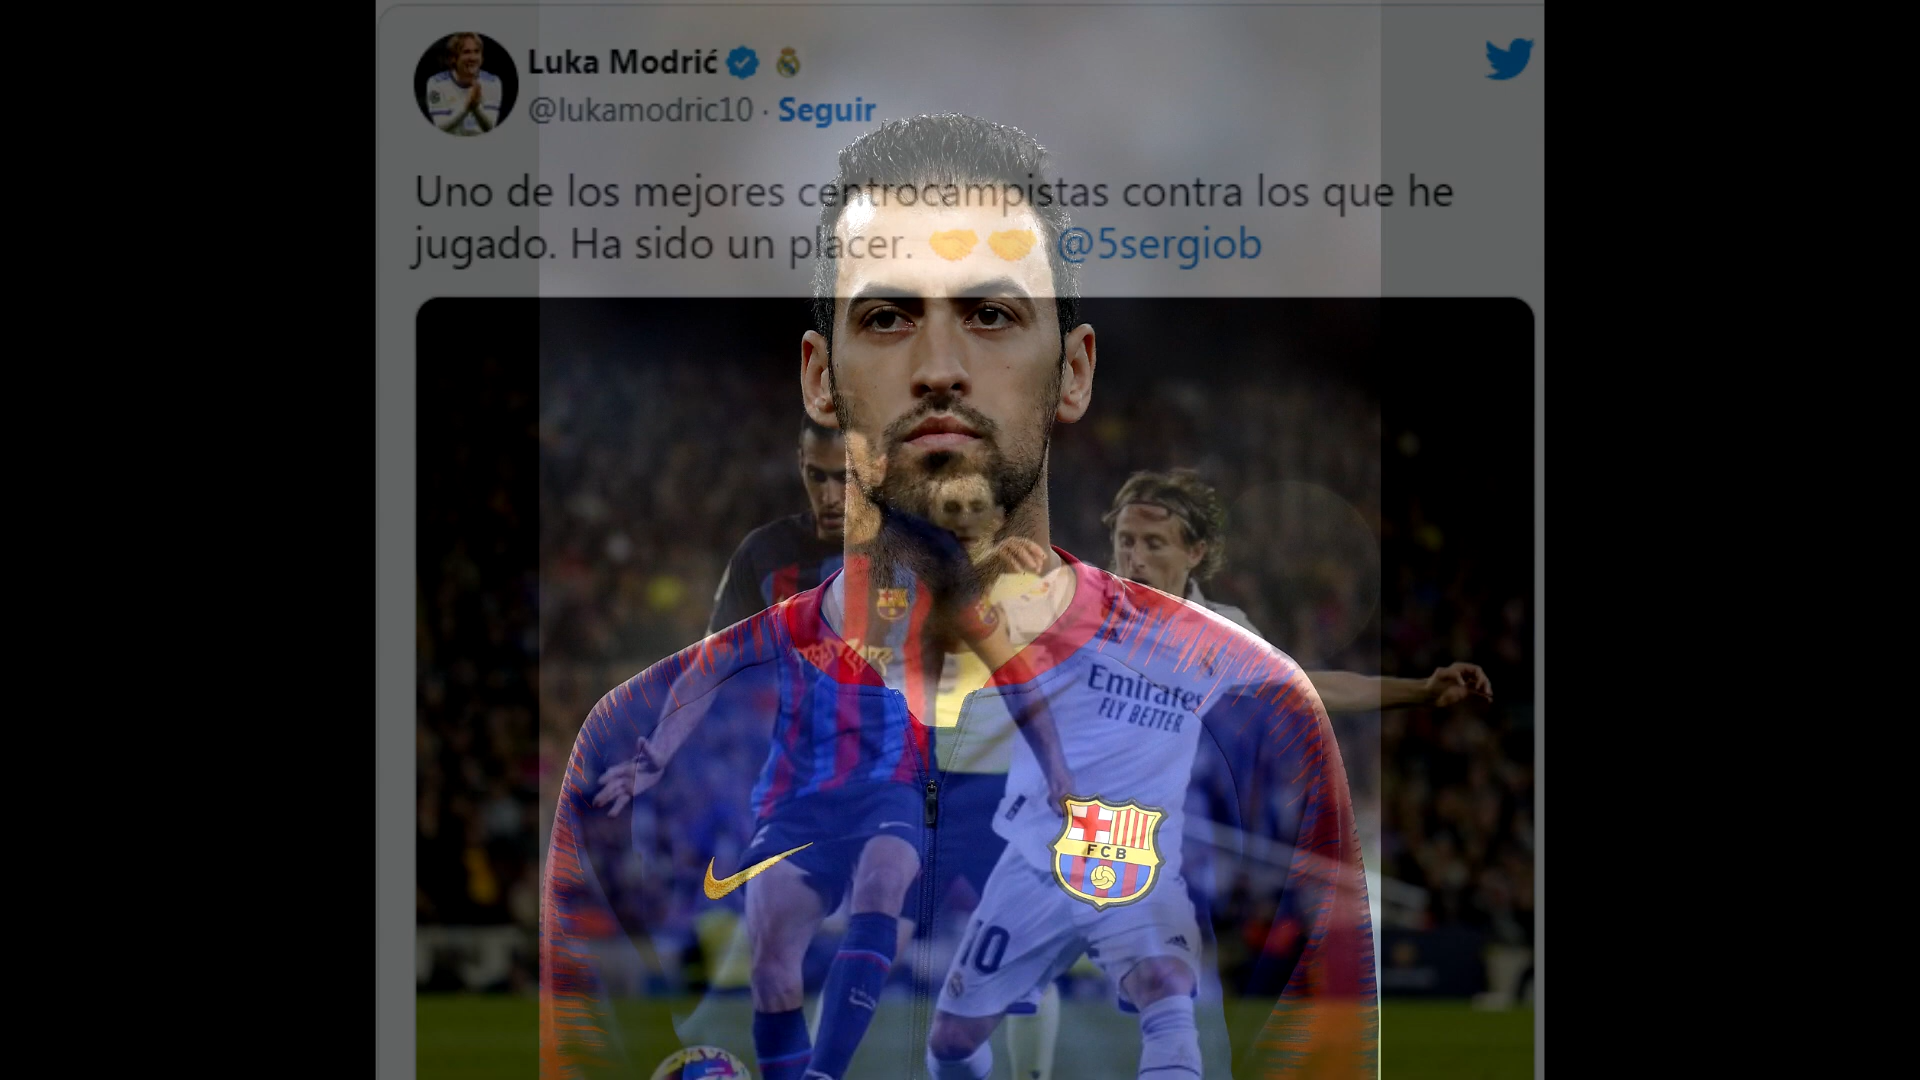 Luka Modrić
@lukamodric10 · Seguir
Uno de los mejores centrocampistas contra los que he
jugado. Ha sido un placer. 🤝🤝 @5sergiob
Emirates
FLY BETTER
FCB
10